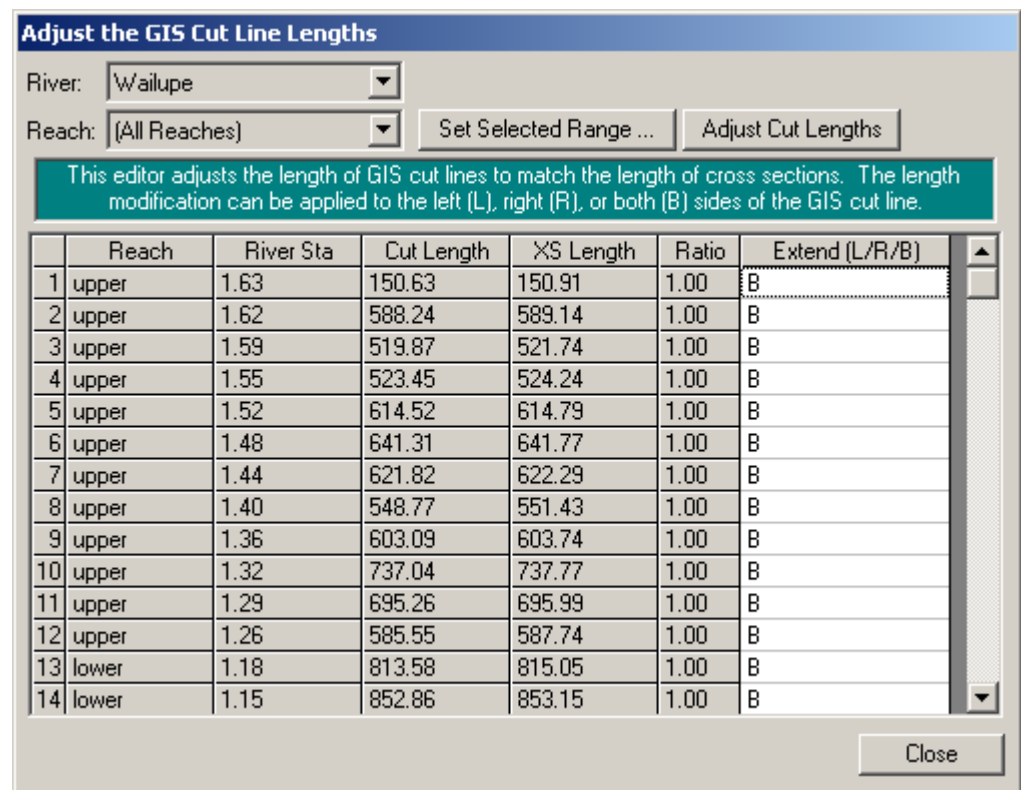 Adjust the GIS Cut Line Lengths
River: Wailupe
Reach: (All Reaches) Set Selected Range ... Adjust Cut Lengths
This editor adjusts the length of GIS cut lines to match the length of cross sections. The length
modification can be applied to the left (L), right (R), or both (B) sides of the GIS cut line.
Reach River Sta Cut Length XS Length Ratio Extend (L/R/B)
1 upper 1.63 150.63 150.91 1.00 B
2 upper 1.62 588.24 589.14 1.00 B
3 upper 1.59 519.87 521.74 1.00 B
4 upper 1.55 523.45 524.24 1.00 B
5 upper 1.52 614.52 614.79 1.00 B
6 upper 1.48 641.31 641.77 1.00 B
7 upper 1.44 621.82 622.29 1.00 B
8 upper 1.40 548.77 551.43 1.00 B
9 upper 1.36 603.09 603.74 1.00 B
10 upper 1.32 737.04 737.77 1.00 B
11 upper 1.29 695.26 695.99 1.00 B
12 upper 1.26 585.55 587.74 1.00 B
13 lower 1.18 813.58 815.05 1.00 B
14 lower 1.15 852.86 853.15 1.00 B
Close